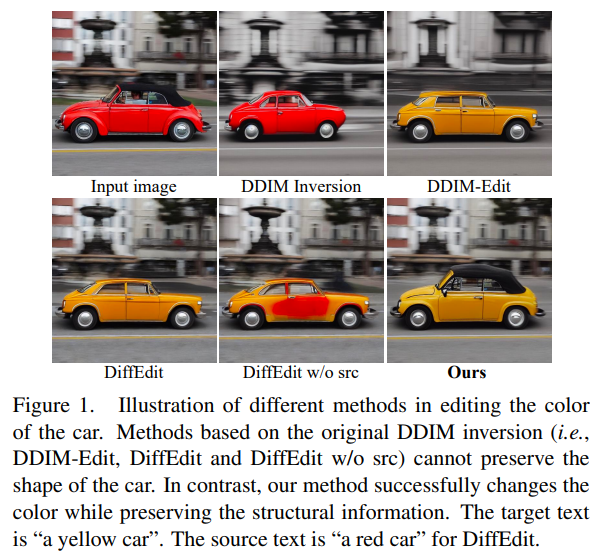 Input image
DDIM Inversion
DDIM-Edit
DiffEdit
DiffEdit w/o src
Ours
Figure 1. Illustration of different methods in editing the color
of the car. Methods based on the original DDIM inversion (i.e.,
DDIM-Edit, DiffEdit and DiffEdit w/o src) cannot preserve the
shape of the car. In contrast, our method successfully changes the
color while preserving the structural information. The target text
is “a yellow car”. The source text is “a red car” for DiffEdit.